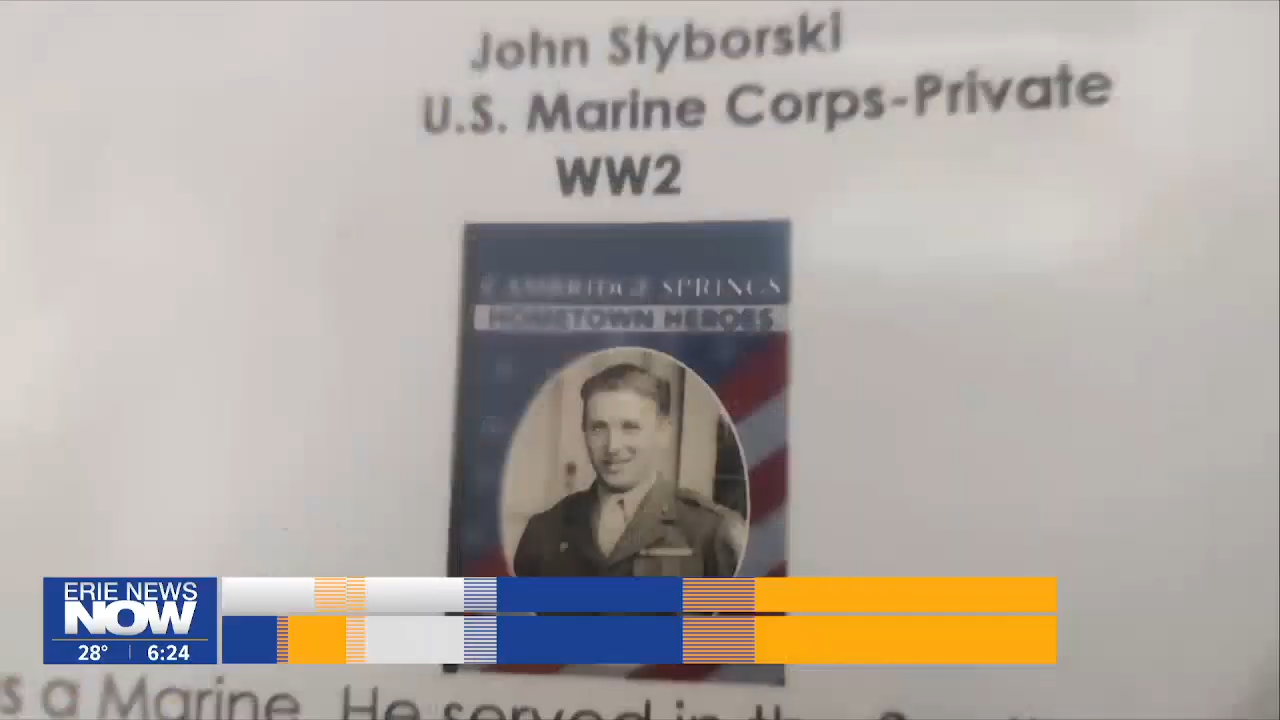 John Styborski
U.S. Marine Corps-Private
WW2
CAMBRIDGE SPRINGS
HOMETOWN HEROES
ERIE NEWS
NOW
28° 6:24
s a Marine. He served in the